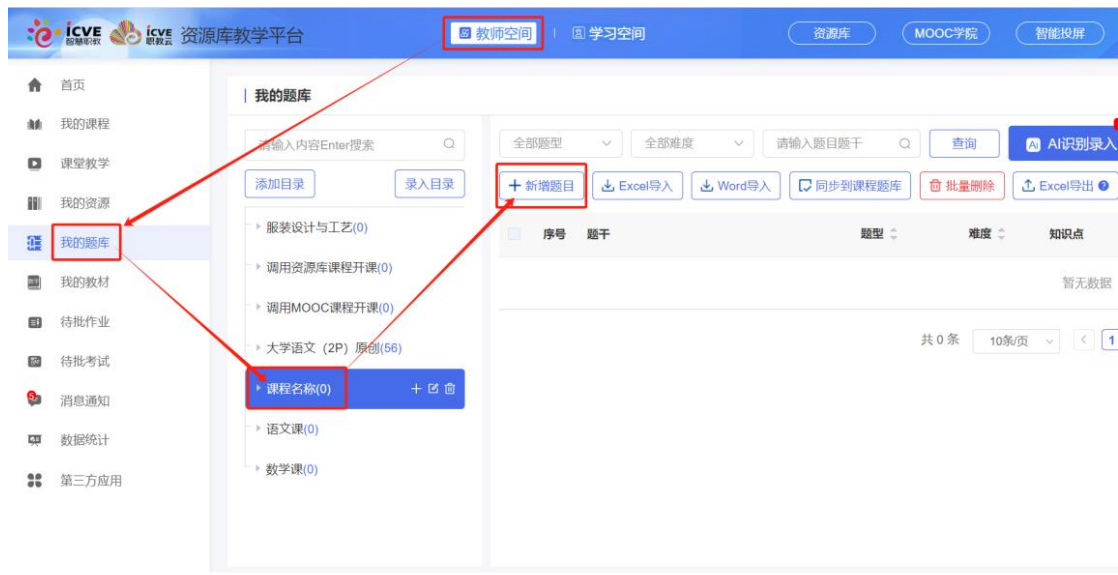 icve 智慧职教 icve 职教云 资源库教学平台 教师空间 学习空间 资源库 MOOC学院 智能投屏
首页
我的课程
课堂教学
我的资源
我的题库
我的教材
待批作业
待批考试
5
消息通知
数据统计
第三方应用
我的题库
请输入内容Enter搜索
添加目录 录入目录
服装设计与工艺(0)
调用资源库课程开课(0)
调用MOOC课程开课(0)
大学语文（2P）原创(56)
课程名称(0)
语文课(0)
数学课(0)
全部题型 全部难度 请输入题目题干 查询 AI AI识别录入
新增题目 Excel导入 Word导入 同步到课程题库 批量删除 Excel导出
序号 题干 题型 难度 知识点
暂无数据
共 0 条 10条/页 1